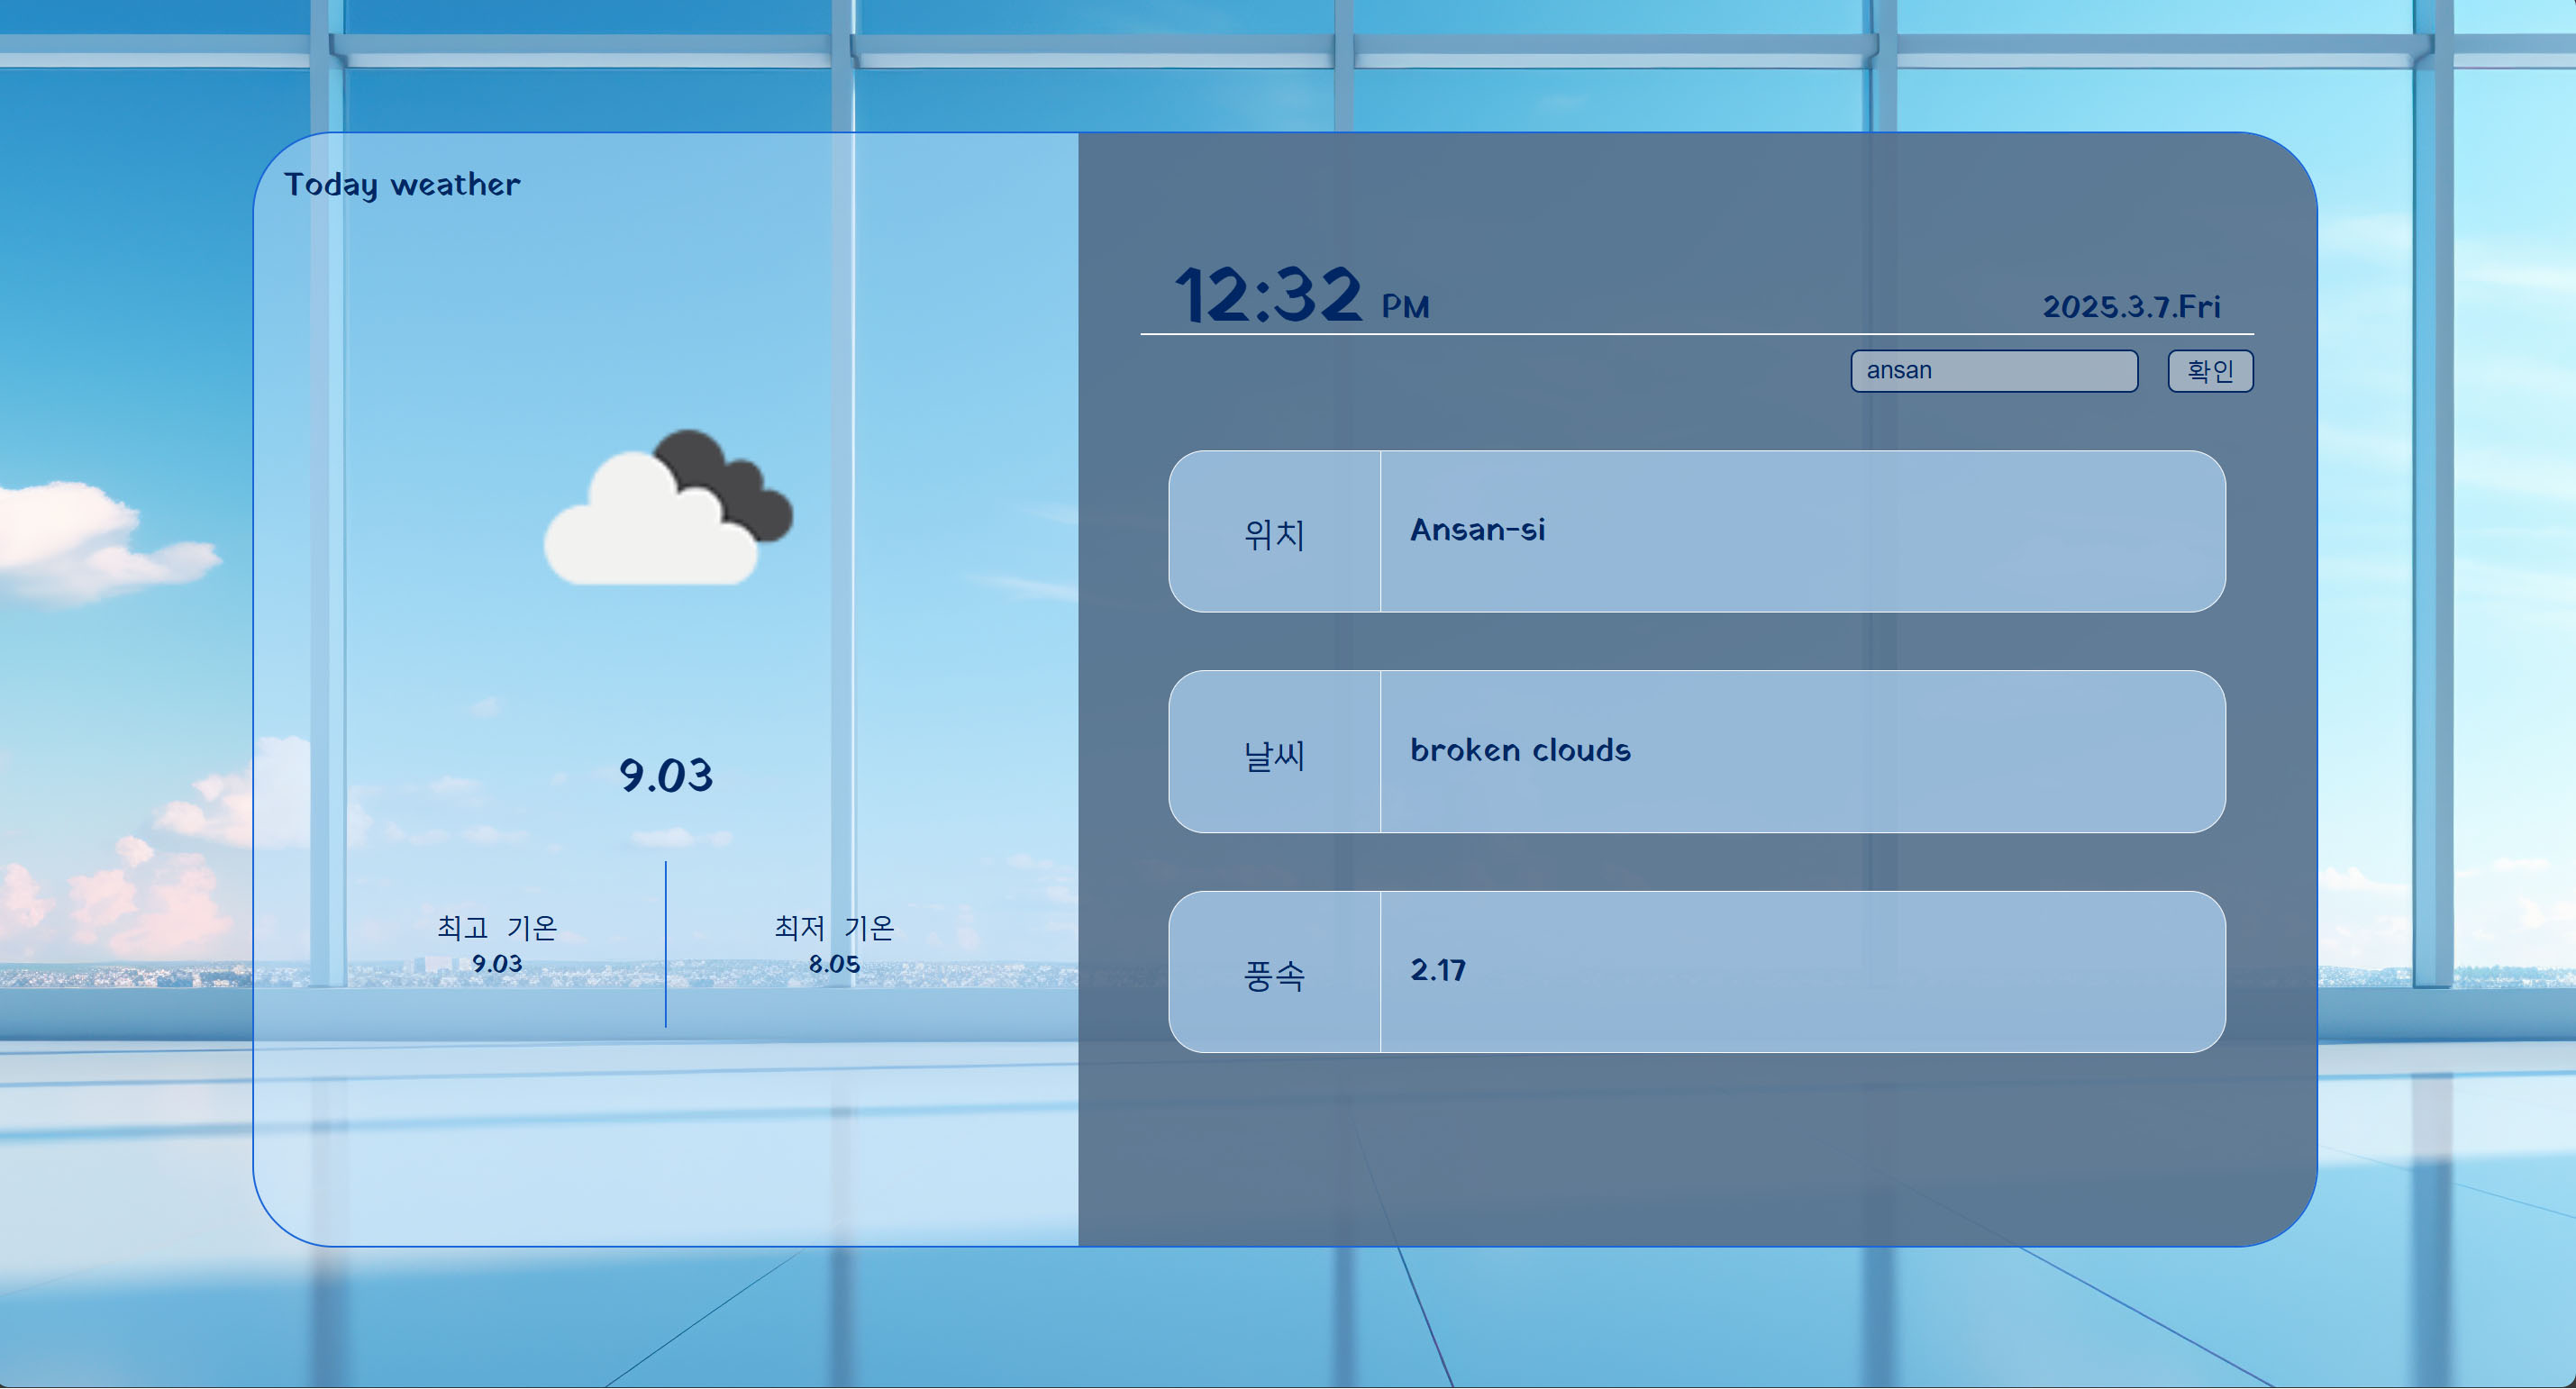 Today weather
9.03
최고 기온
9.03
최저 기온
8.05
12:32 PM
2025.3.7.Fri
ansan
확인
위치
Ansan-si
날씨
broken clouds
풍속
2.17